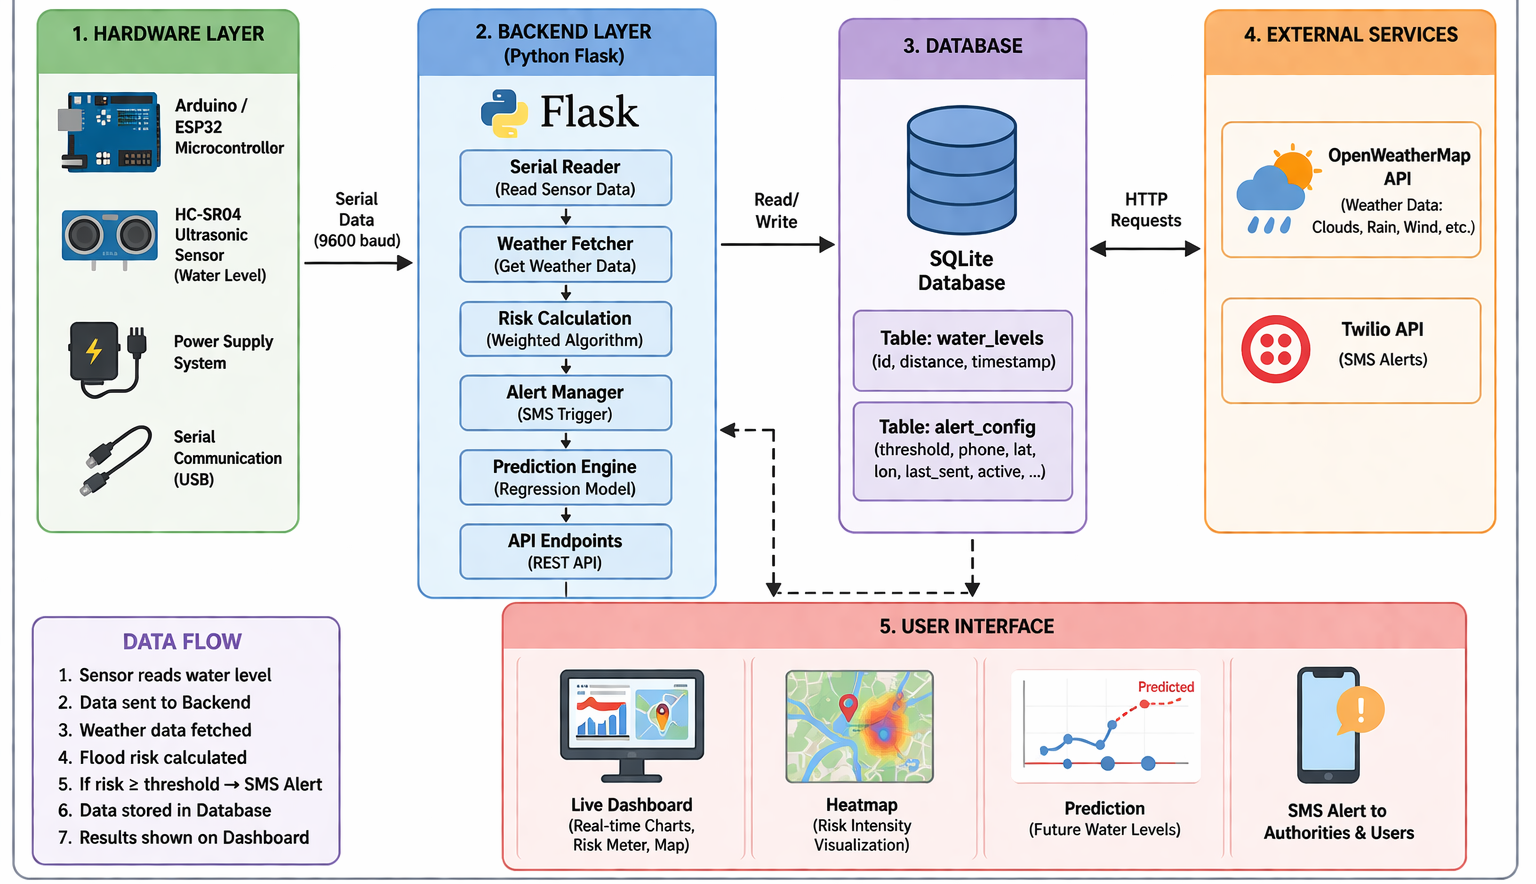 1. HARDWARE LAYER
Arduino /
ESP32
Microcontrollor
HC-SR04
Ultrasonic
Sensor
(Water Level)
Power Supply
System
Serial
Communication
(USB)
Serial
Data
(9600 baud)
2. BACKEND LAYER
(Python Flask)
Flask
Serial Reader
(Read Sensor Data)
Weather Fetcher
(Get Weather Data)
Risk Calculation
(Weighted Algorithm)
Alert Manager
(SMS Trigger)
Prediction Engine
(Regression Model)
API Endpoints
(REST API)
Read/
Write
3. DATABASE
SQLite
Database
Table: water_levels
(id, distance, timestamp)
Table: alert_config
(threshold, phone, lat,
lon, last_sent, active, ...)
HTTP
Requests
4. EXTERNAL SERVICES
OpenWeatherMap
API
(Weather Data:
Clouds, Rain, Wind, etc.)
Twilio API
(SMS Alerts)
DATA FLOW
1. Sensor reads water level
2. Data sent to Backend
3. Weather data fetched
4. Flood risk calculated
5. If risk ≥ threshold → SMS Alert
6. Data stored in Database
7. Results shown on Dashboard
5. USER INTERFACE
Live Dashboard
(Real-time Charts,
Risk Meter, Map)
Heatmap
(Risk Intensity
Visualization)
Predicted
Prediction
(Future Water Levels)
!
SMS Alert to
Authorities & Users